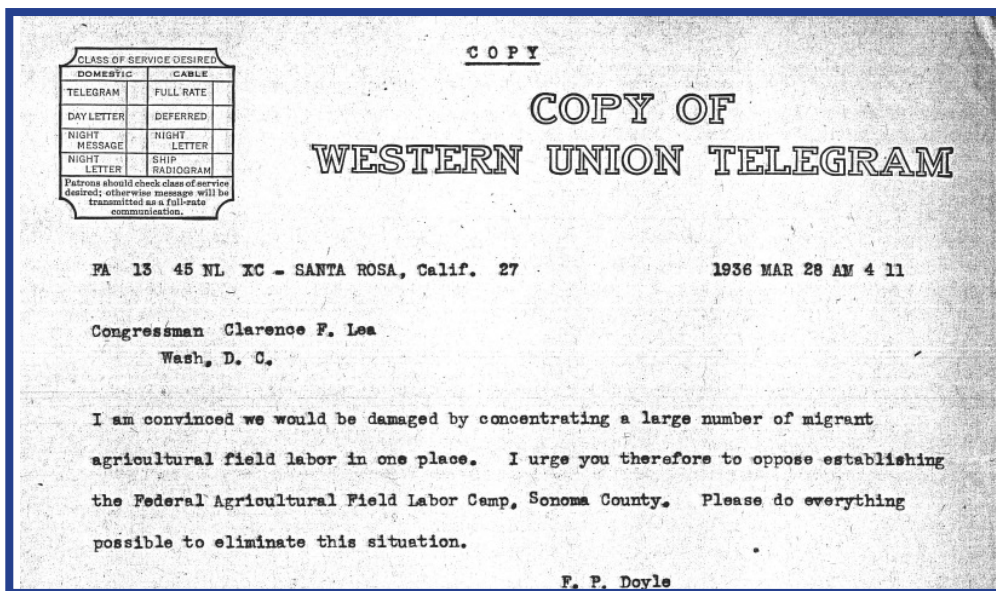 COPY
CLASS OF SERVICE DESIRED
DOMESTIC CABLE
TELEGRAM FULL RATE
DAY LETTER DEFERRED
NIGHT MESSAGE NIGHT LETTER
NIGHT LETTER SHIP RADIOGRAM
Patrons should check class of service
desired; otherwise message will be
transmitted as a full-rate
communication.
COPY OF
WESTERN UNION TELEGRAM
FA 13 45 NL XC - SANTA ROSA, Calif. 27 1936 MAR 28 AM 4 11
Congressman Clarence F. Lea
Wash, D. C.
I am convinced we would be damaged by concentrating a large number of migrant
agricultural field labor in one place. I urge you therefore to oppose establishing
the Federal Agricultural Field Labor Camp, Sonoma County. Please do everything
possible to eliminate this situation.
F. P. Doyle